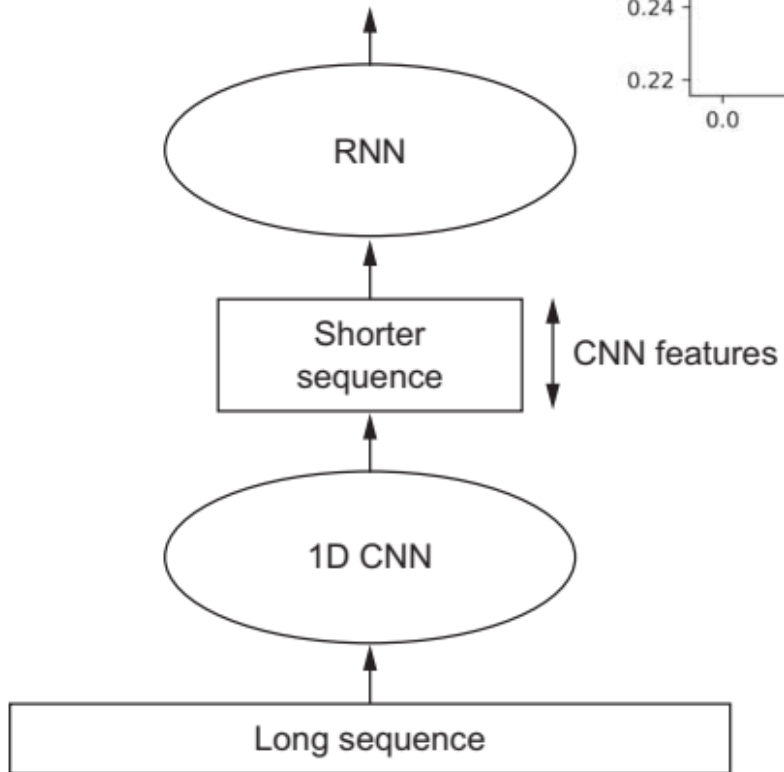 0.24
0.22
0.0
RNN
Shorter
sequence
CNN features
1D CNN
Long sequence